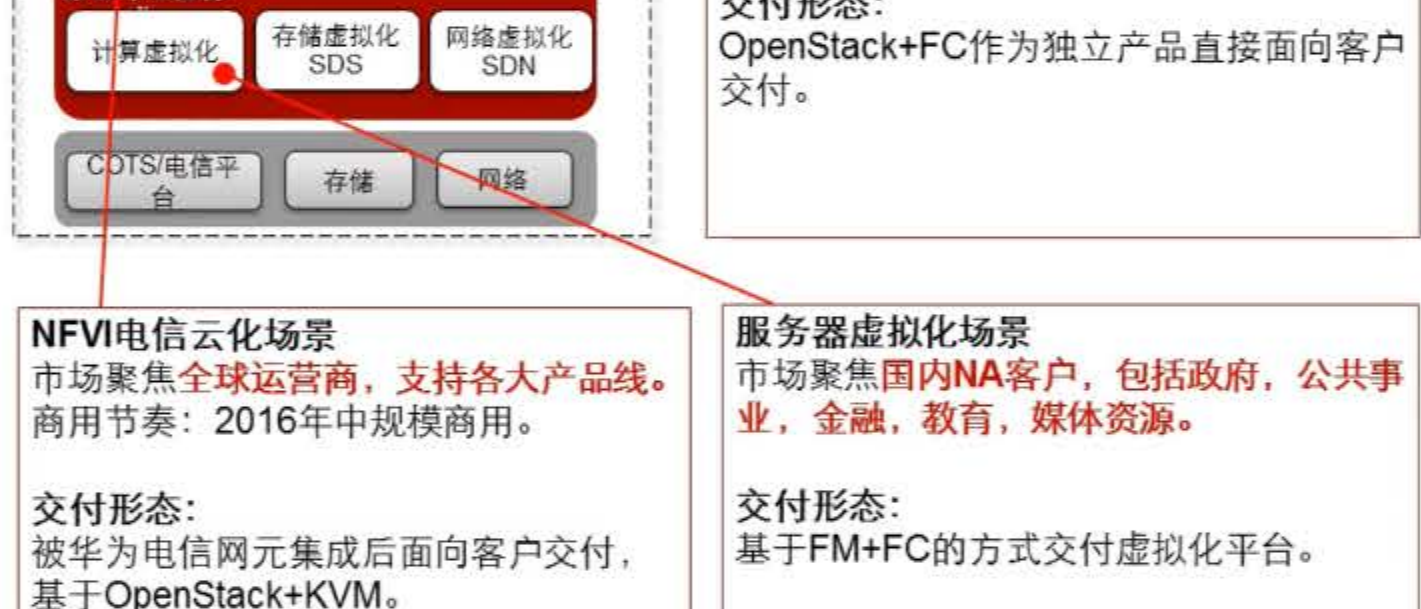 计算虚拟化
存储虚拟化
SDS
网络虚拟化
SDN
COTS/电信平
台
存储
网络
交付形态：
OpenStack+FC作为独立产品直接面向客户
交付。
NFVI电信云化场景
市场聚焦全球运营商，支持各大产品线。
商用节奏：2016年中规模商用。
交付形态：
被华为电信网元集成后面向客户交付，
基于OpenStack+KVM。
服务器虚拟化场景
市场聚焦国内NA客户，包括政府，公共事
业，金融，教育，媒体资源。
交付形态：
基于FM+FC的方式交付虚拟化平台。